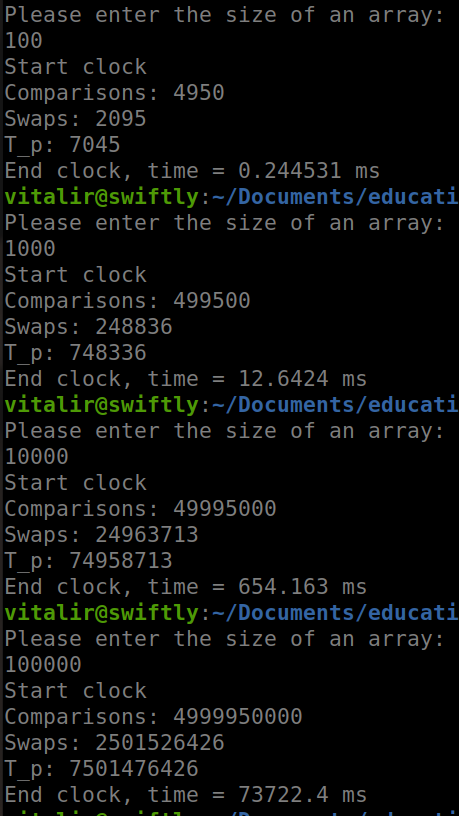 Please enter the size of an array:
100
Start clock
Comparisons: 4950
Swaps: 2095
T_p: 7045
End clock, time = 0.244531 ms
vitalir@swiftly:~/Documents/educati
Please enter the size of an array:
1000
Start clock
Comparisons: 499500
Swaps: 248836
T_p: 748336
End clock, time = 12.6424 ms
vitalir@swiftly:~/Documents/educati
Please enter the size of an array:
10000
Start clock
Comparisons: 49995000
Swaps: 24963713
T_p: 74958713
End clock, time = 654.163 ms
vitalir@swiftly:~/Documents/educati
Please enter the size of an array:
100000
Start clock
Comparisons: 4999950000
Swaps: 2501526426
T_p: 7501476426
End clock, time = 73722.4 ms